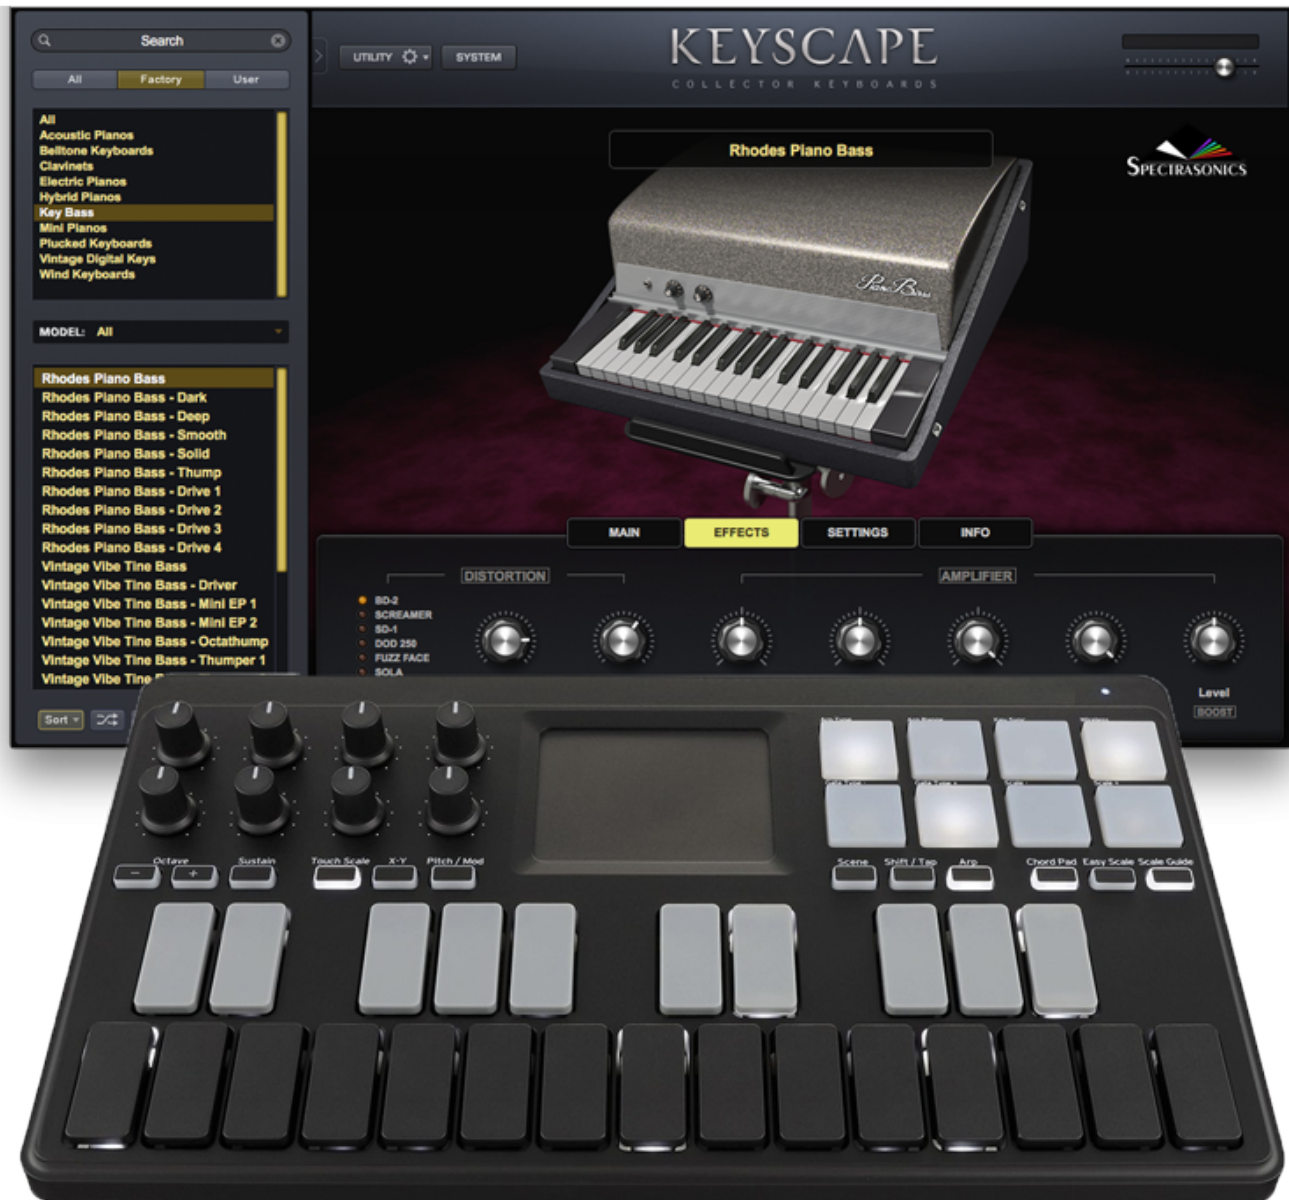 Search
All Factory User
All
Acoustic Pianos
Belltone Keyboards
Clavinets
Electric Pianos
Hybrid Pianos
Key Bass
Mini Pianos
Plucked Keyboards
Vintage Digital Keys
Wind Keyboards
MODEL: All
Rhodes Piano Bass
Rhodes Piano Bass - Dark
Rhodes Piano Bass - Deep
Rhodes Piano Bass - Smooth
Rhodes Piano Bass - Solid
Rhodes Piano Bass - Thump
Rhodes Piano Bass - Drive 1
Rhodes Piano Bass - Drive 2
Rhodes Piano Bass - Drive 3
Rhodes Piano Bass - Drive 4
Vintage Vibe Tine Bass
Vintage Vibe Tine Bass - Driver
Vintage Vibe Tine Bass - Mini EP 1
Vintage Vibe Tine Bass - Mini EP 2
Vintage Vibe Tine Bass - Octathump
Vintage Vibe Tine Bass - Thumper 1
Vintage Vibe Tine Bass
Sort
UTILITY SYSTEM
KEYSCAPE
COLLECTOR KEYBOARDS
Rhodes Piano Bass
SPECTRASONICS
Piano Bass
MAIN EFFECTS SETTINGS INFO
DISTORTION AMPLIFIER
BD-2
SCREAMER
SD-1
DOD 250
FUZZ FACE
SOLA
Level
BOOST
Octave Sustain Touch Scale X-Y Pitch / Mod
- +
Scene Shift / Tap Arp Chord Pad Easy Scale Scale Guide